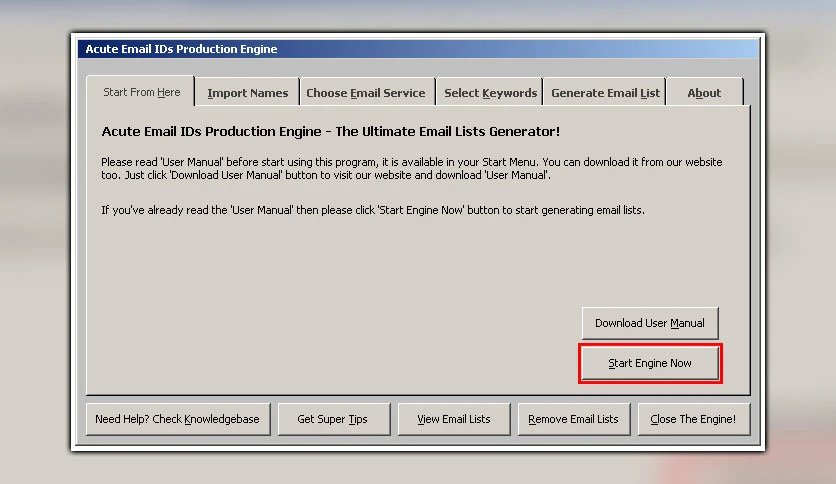 Acute Email IDs Production Engine
Start From Here
Import Names
Choose Email Service
Select Keywords
Generate Email List
About
Acute Email IDs Production Engine - The Ultimate Email Lists Generator!
Please read 'User Manual' before start using this program, it is available in your Start Menu. You can download it from our website
too. Just click 'Download User Manual' button to visit our website and download 'User Manual'.
If you've already read the 'User Manual' then please click 'Start Engine Now' button to start generating email lists.
Download User Manual
Start Engine Now
Need Help? Check Knowledgebase
Get Super Tips
View Email Lists
Remove Email Lists
Close The Engine!